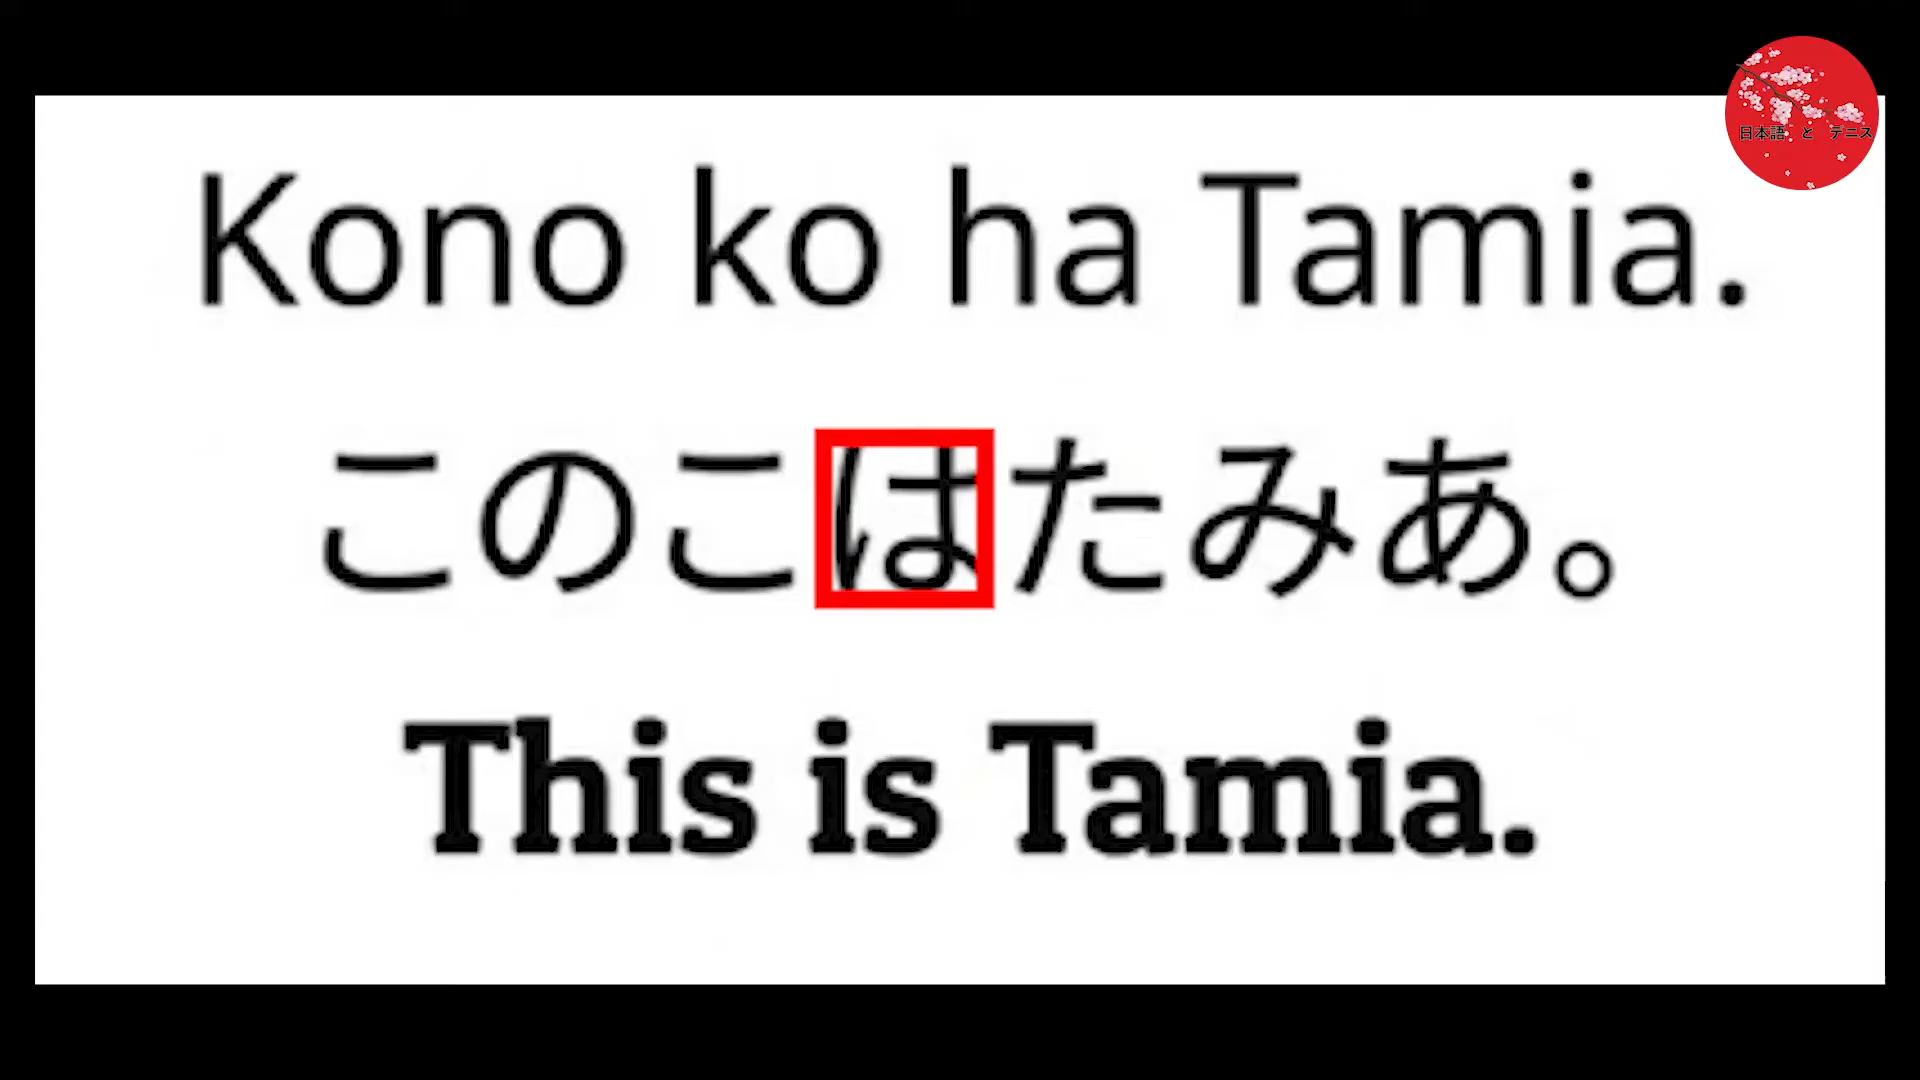 日本語 と デニス
Kono ko ha Tamia.
このこはたみあ。
This is Tamia.